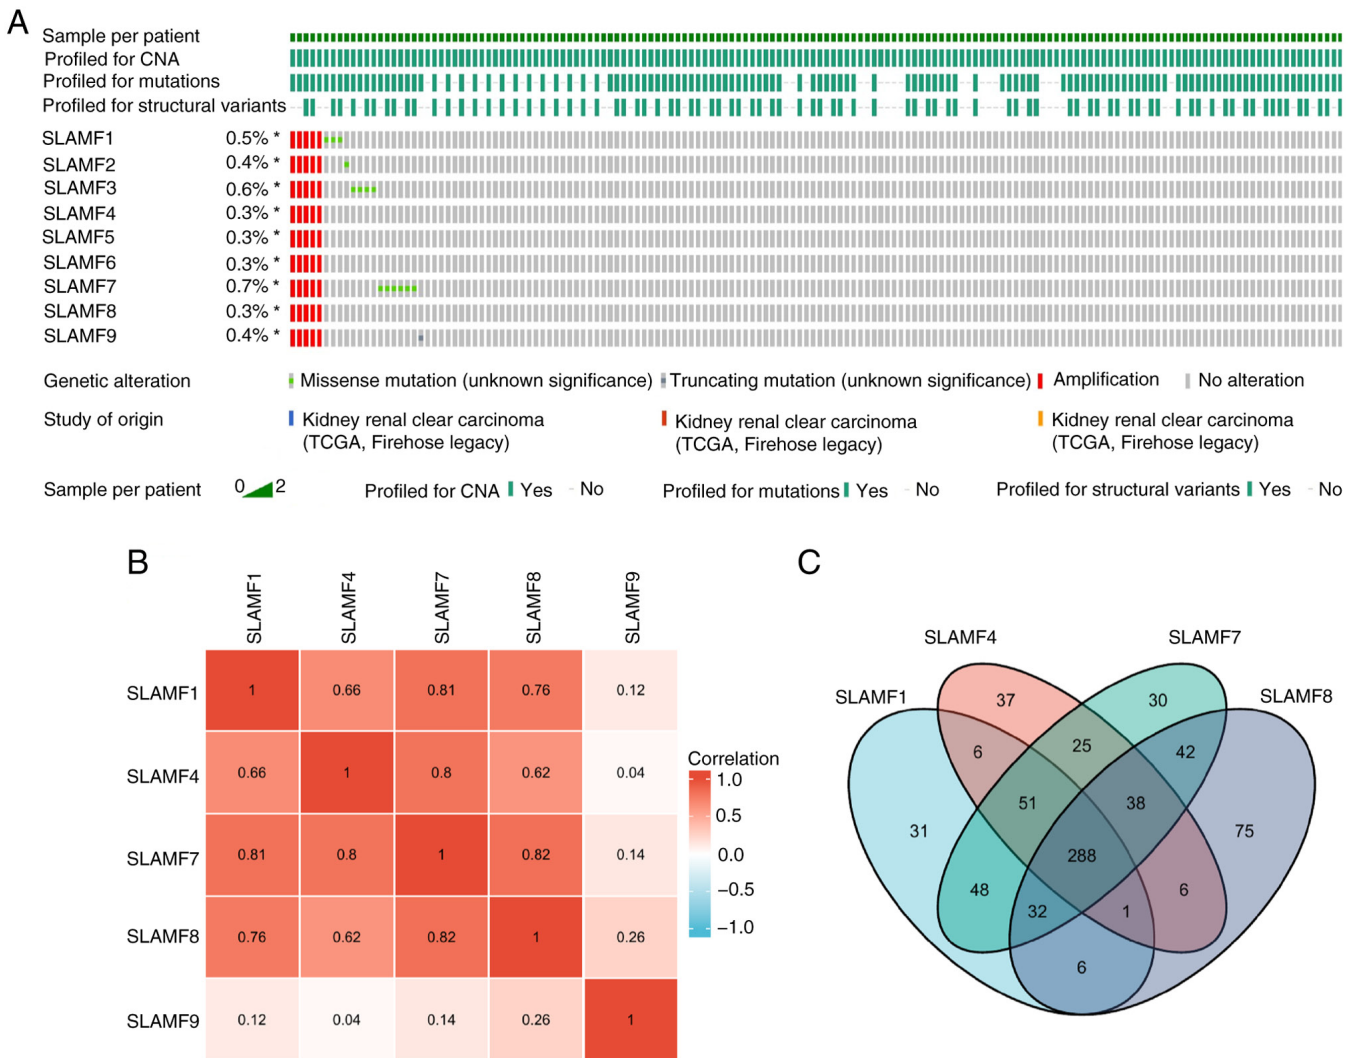 A
Sample per patient
Profiled for CNA
Profiled for mutations
Profiled for structural variants
SLAMF1 0.5% *
SLAMF2 0.4% *
SLAMF3 0.6% *
SLAMF4 0.3% *
SLAMF5 0.3% *
SLAMF6 0.3% *
SLAMF7 0.7% *
SLAMF8 0.3% *
SLAMF9 0.4% *
Genetic alteration Missense mutation (unknown significance) Truncating mutation (unknown significance) Amplification No alteration
Study of origin Kidney renal clear carcinoma Kidney renal clear carcinoma Kidney renal clear carcinoma
(TCGA, Firehose legacy) (TCGA, Firehose legacy) (TCGA, Firehose legacy)
Sample per patient 0 2 Profiled for CNA Yes No Profiled for mutations Yes No Profiled for structural variants Yes No
B
SLAMF1 SLAMF4 SLAMF7 SLAMF8 SLAMF9
SLAMF1 1 0.66 0.81 0.76 0.12
SLAMF4 0.66 1 0.8 0.62 0.04
SLAMF7 0.81 0.8 1 0.82 0.14
SLAMF8 0.76 0.62 0.82 1 0.26
SLAMF9 0.12 0.04 0.14 0.26 1
Correlation
1.0
0.5
0.0
−0.5
−1.0
C
SLAMF4 SLAMF7
SLAMF1 SLAMF8
37 30
6 25 42
51 38
31 75
288
48 6
32 1
6